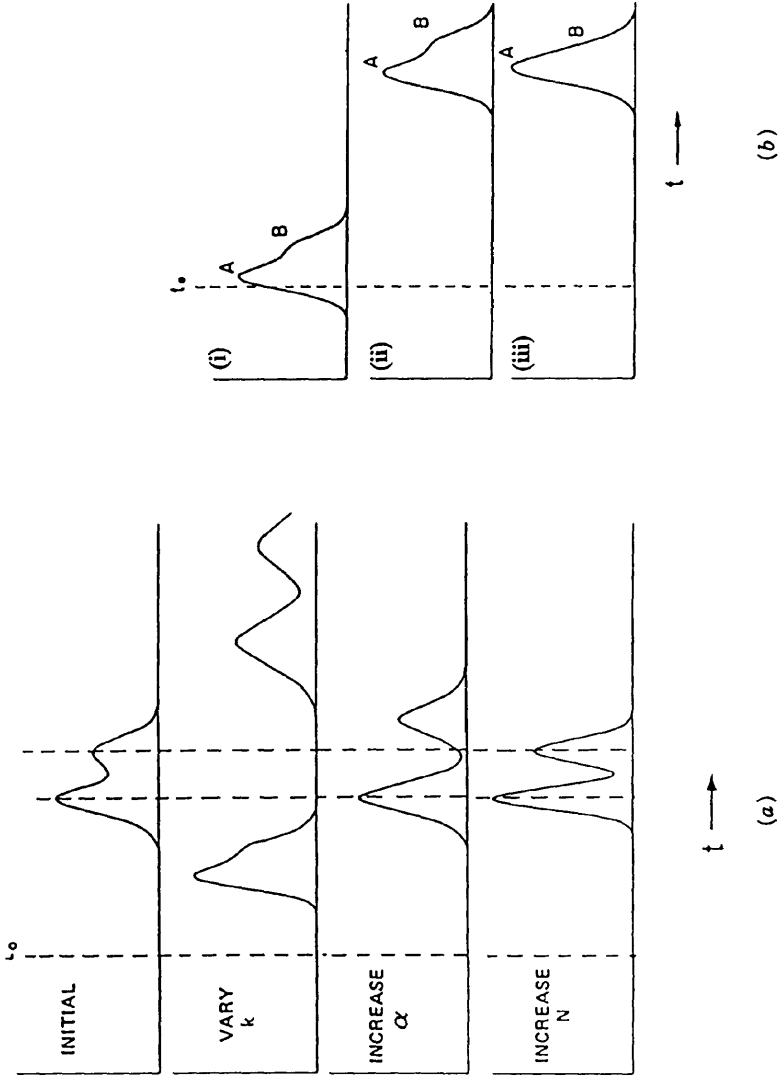 t₀
INITIAL
VARY
k
INCREASE
α
INCREASE
N
t
(a)
t₀
(i)
A
B
(ii)
A
B
(iii)
A
B
t
(b)